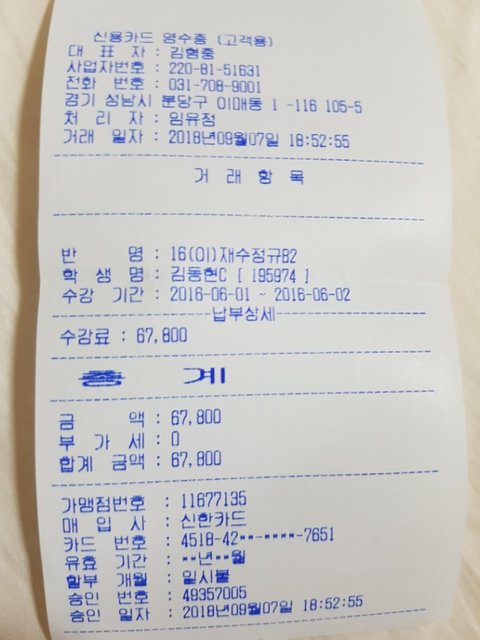 신용카드 영수증 (고객용)
대 표 자 : 김형중
사업자번호 : 220-81-51631
전화 번호 : 031-708-9001
경기 성남시 분당구 이매동 1 -116 105-5
처 리 자 : 임유정
거래 일자 : 2018년09월07일 18:52:55
거 래 항 목
반 명 : 16(이)재수정규B2
학 생 명 : 김동현C [ 195974 ]
수강 기간 : 2016-06-01 ~ 2016-06-02
납부상세
수강료 : 67,800
계
금 액 : 67,800
부 가 세 : 0
합계 금액 : 67,800
가맹점번호 : 11677135
매 입 사 : 신한카드
카드 번호 : 4518-42**-****-7651
유효 기간 : **년**월
할부 개월 : 일시불
승인 번호 : 49357005
승인 일자 : 2018년09월07일 18:52:55